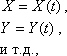 X = X(t) ,
Y = Y(t) ,
и т.д.,